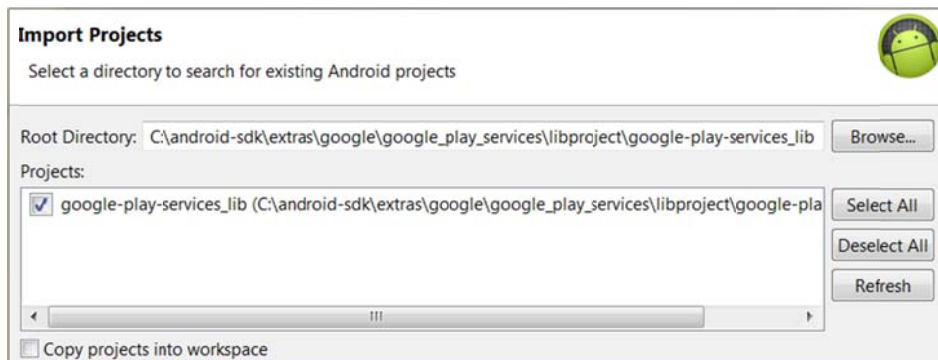 Import Projects
Select a directory to search for existing Android projects
Root Directory: C:\android-sdk\extras\google\google_play_services\libproject\google-play-services_lib Browse...
Projects:
google-play-services_lib (C:\android-sdk\extras\google\google_play_services\libproject\google-pla Select All
Deselect All
Refresh
Copy projects into workspace